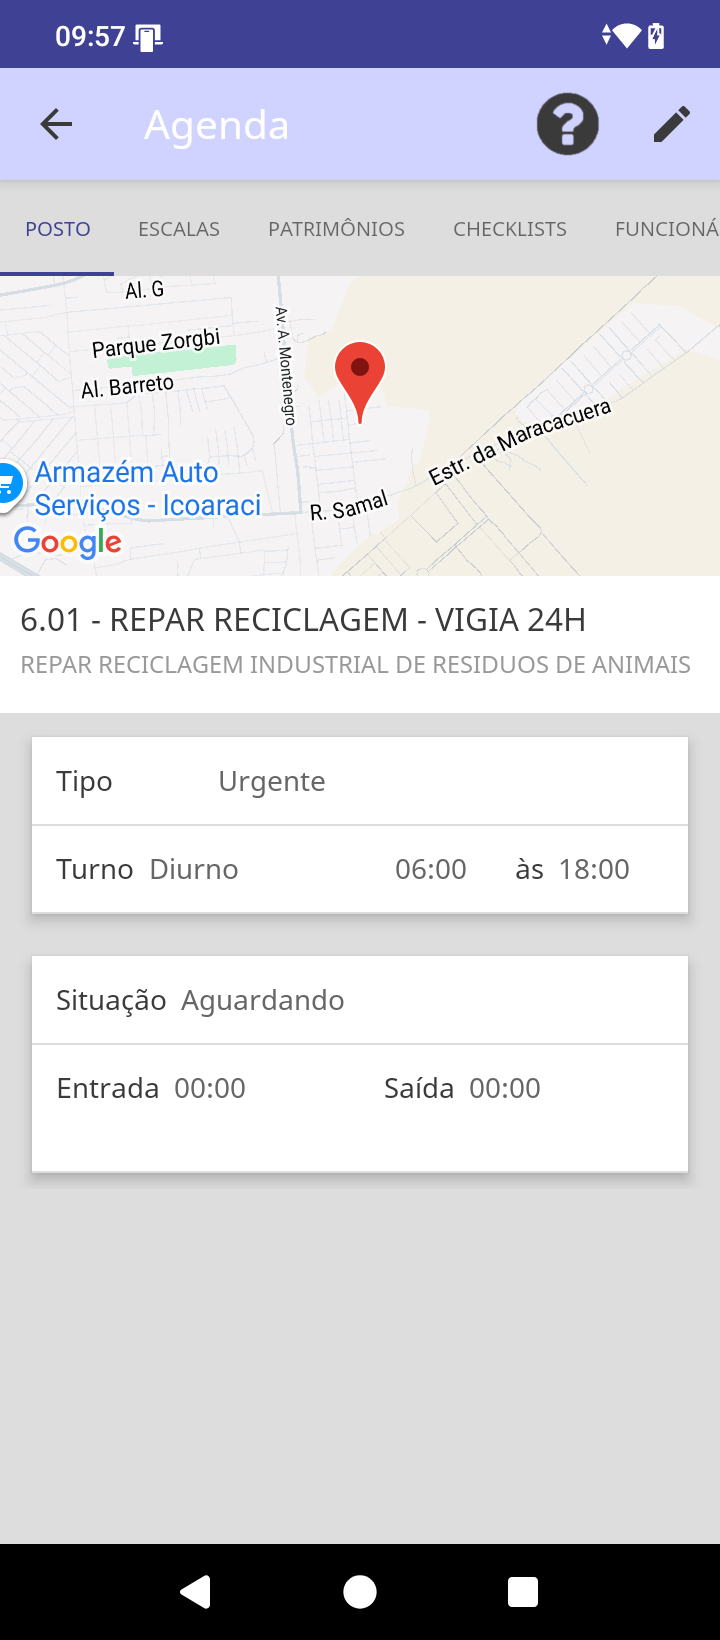 09:57
Agenda
POSTO ESCALAS PATRIMÔNIOS CHECKLISTS FUNCIONÁ
Al. G
Parque Zorgbi
Al. Barreto
Av. A. Montenegro
Estr. da Maracacuera
Armazém Auto
Serviços - Icoaraci
R. Samal
Google
6.01 - REPAR RECICLAGEM - VIGIA 24H
REPAR RECICLAGEM INDUSTRIAL DE RESIDUOS DE ANIMAIS
Tipo Urgente
Turno Diurno 06:00 às 18:00
Situação Aguardando
Entrada 00:00 Saída 00:00